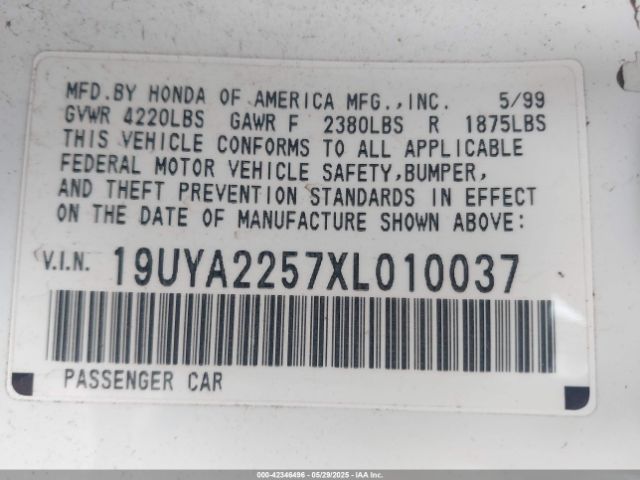 MFD.BY HONDA OF AMERICA MFG.,INC. 5/99
GVWR 4220LBS GAWR F 2380LBS R 1875LBS
THIS VEHICLE CONFORMS TO ALL APPLICABLE
FEDERAL MOTOR VEHICLE SAFETY,BUMPER,
AND THEFT PREVENTION STANDARDS IN EFFECT
ON THE DATE OF MANUFACTURE SHOWN ABOVE:
V.I.N. 19UYA2257XL010037
PASSENGER CAR
000-42346496 - 05/29/2025 - IAAI.COM